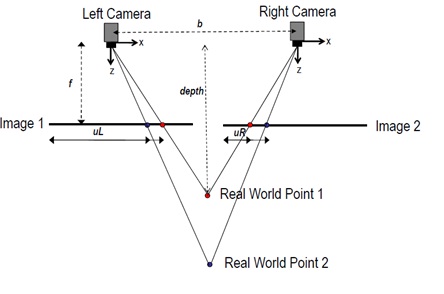 Left Camera
Right Camera
b
x
x
z
z
f
depth
Image 1
Image 2
uL
uR
Real World Point 1
Real World Point 2